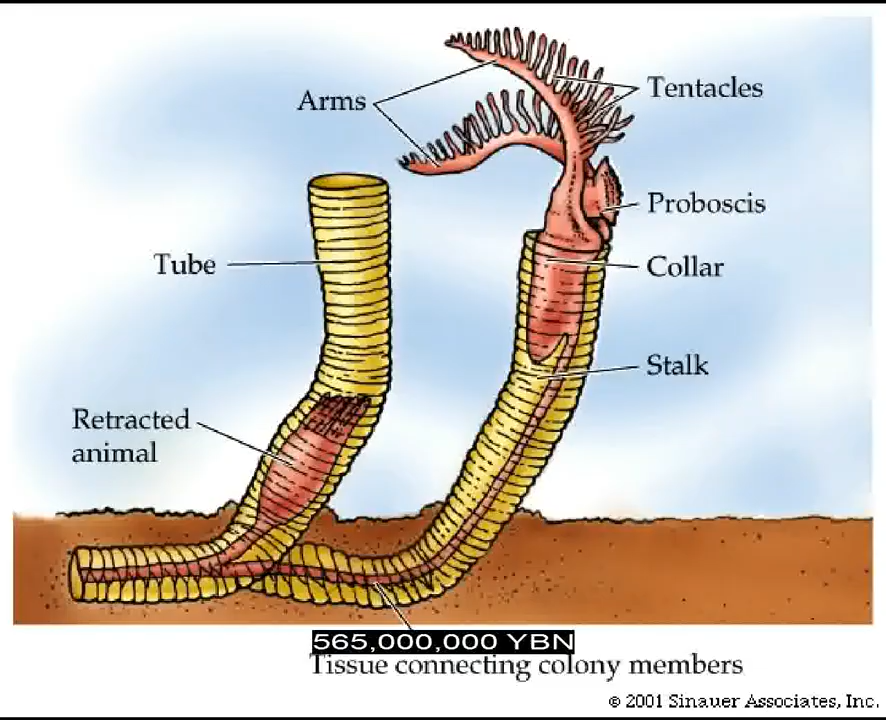 Arms
Tentacles
Proboscis
Tube
Collar
Stalk
Retracted
animal
565,000,000 YBN
Tissue connecting colony members
© 2001 Sinauer Associates, Inc.